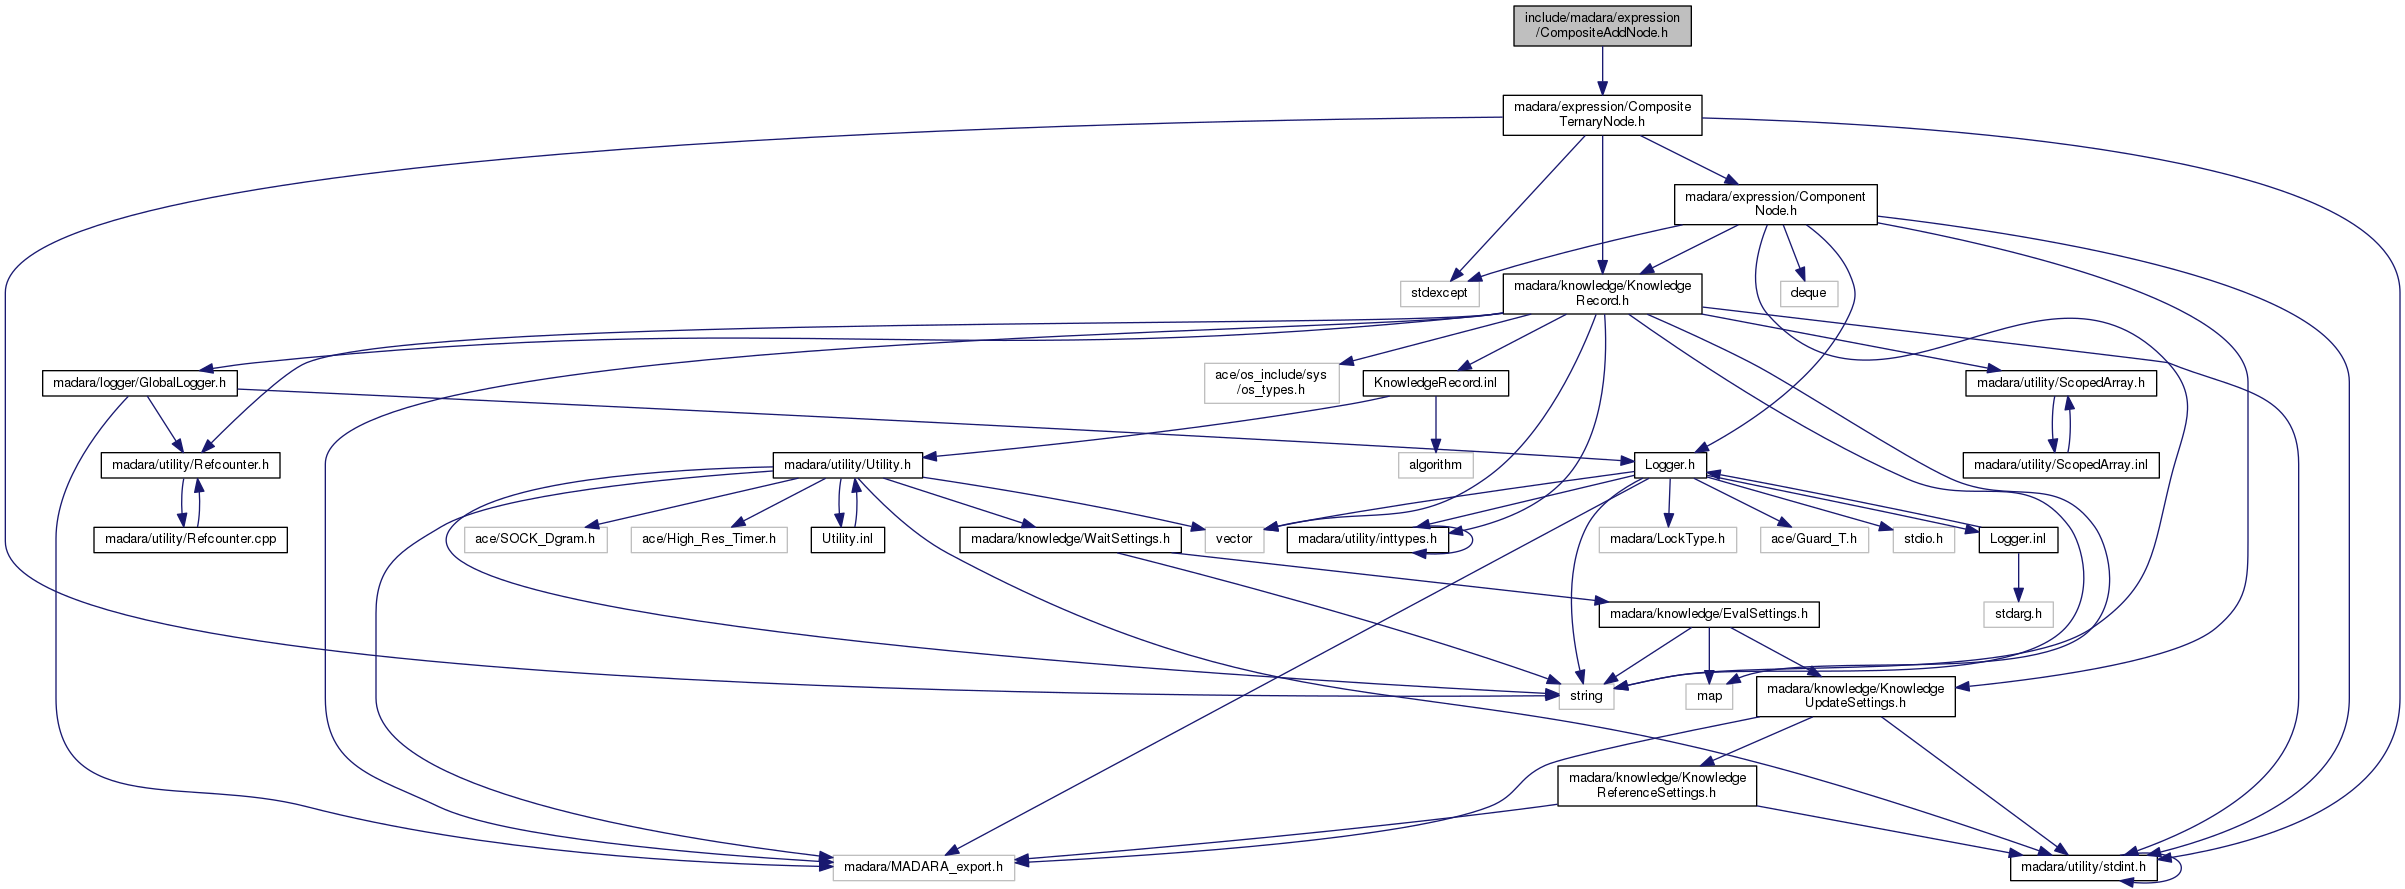 include/madara/expression
/CompositeAddNode.h
madara/expression/Composite
TernaryNode.h
madara/expression/Component
Node.h
stdexcept
madara/knowledge/Knowledge
Record.h
deque
madara/logger/GlobalLogger.h
ace/os_include/sys
/os_types.h
KnowledgeRecord.inl
madara/utility/ScopedArray.h
madara/utility/Refcounter.h
madara/utility/Utility.h
algorithm
Logger.h
madara/utility/ScopedArray.inl
madara/utility/Refcounter.cpp
ace/SOCK_Dgram.h
ace/High_Res_Timer.h
Utility.inl
madara/knowledge/WaitSettings.h
vector
madara/utility/inttypes.h
madara/LockType.h
ace/Guard_T.h
stdio.h
Logger.inl
madara/knowledge/EvalSettings.h
stdarg.h
string
map
madara/knowledge/Knowledge
UpdateSettings.h
madara/knowledge/Knowledge
ReferenceSettings.h
madara/MADARA_export.h
madara/utility/stdint.h